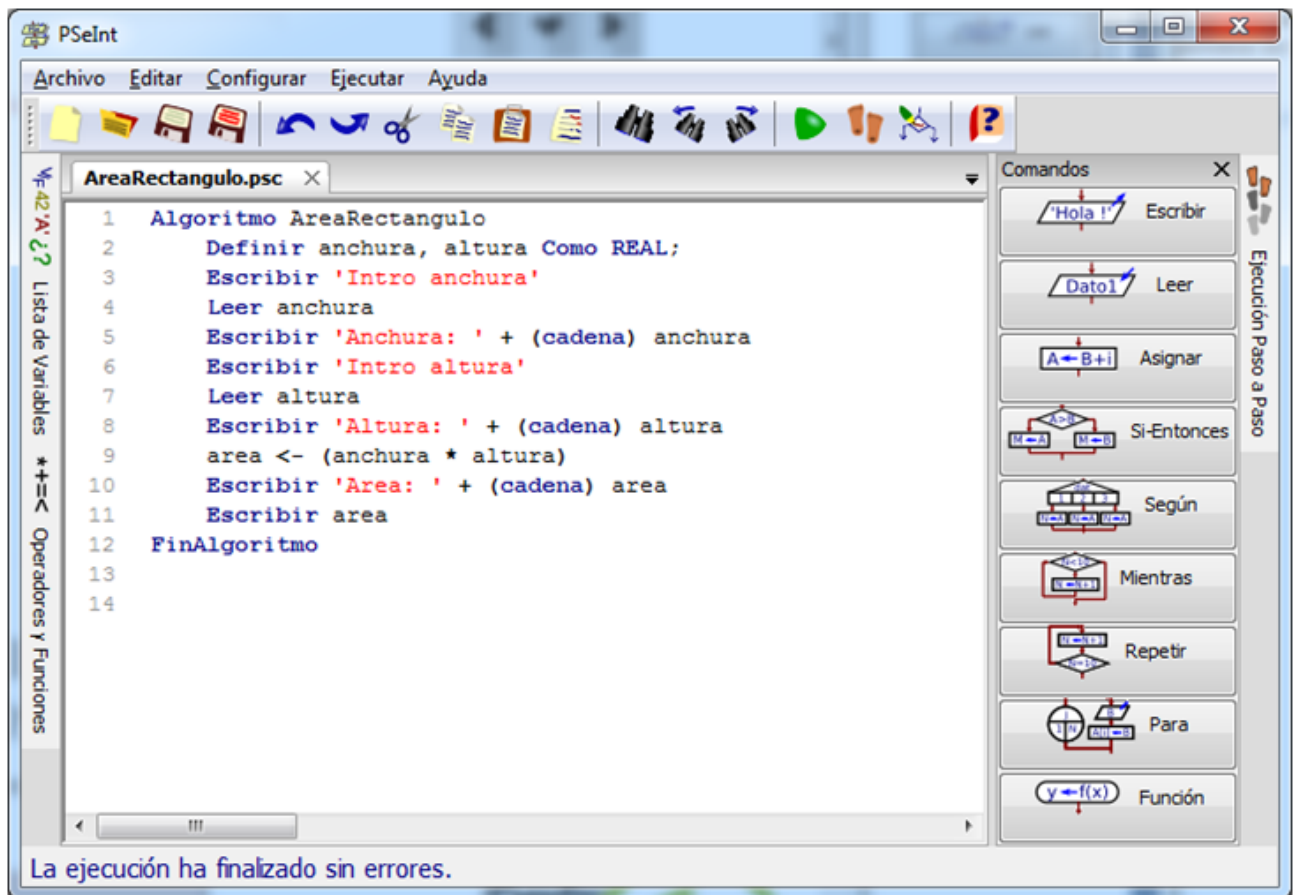 PSeInt
Archivo Editar Configurar Ejecutar Ayuda
AreaRectangulo.psc
1 Algoritmo AreaRectangulo
2 Definir anchura, altura Como REAL;
3 Escribir 'Intro anchura'
4 Leer anchura
5 Escribir 'Anchura: ' + (cadena) anchura
6 Escribir 'Intro altura'
7 Leer altura
8 Escribir 'Altura: ' + (cadena) altura
9 area <- (anchura * altura)
10 Escribir 'Area: ' + (cadena) area
11 Escribir area
12 FinAlgoritmo
13
14
42 'A' ¿? Lista de Variables *+=< Operadores y Funciones
Comandos
'Hola !' Escribir
Dato1 Leer
A←B+i Asignar
A>B M←A M←B Si-Entonces
1 2 3 Según
Mientras
Repetir
Para
y←f(x) Función
Ejecución Paso a Paso
La ejecución ha finalizado sin errores.